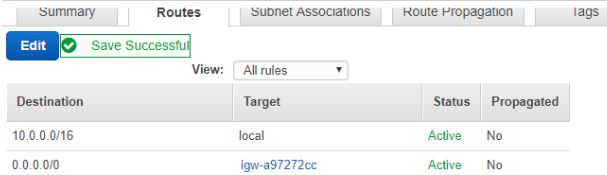 Summary Routes Subnet Associations Route Propagation Tags
Edit Save Successful
View: All rules
Destination Target Status Propagated
10.0.0.0/16 local Active No
0.0.0.0/0 igw-a97272cc Active No